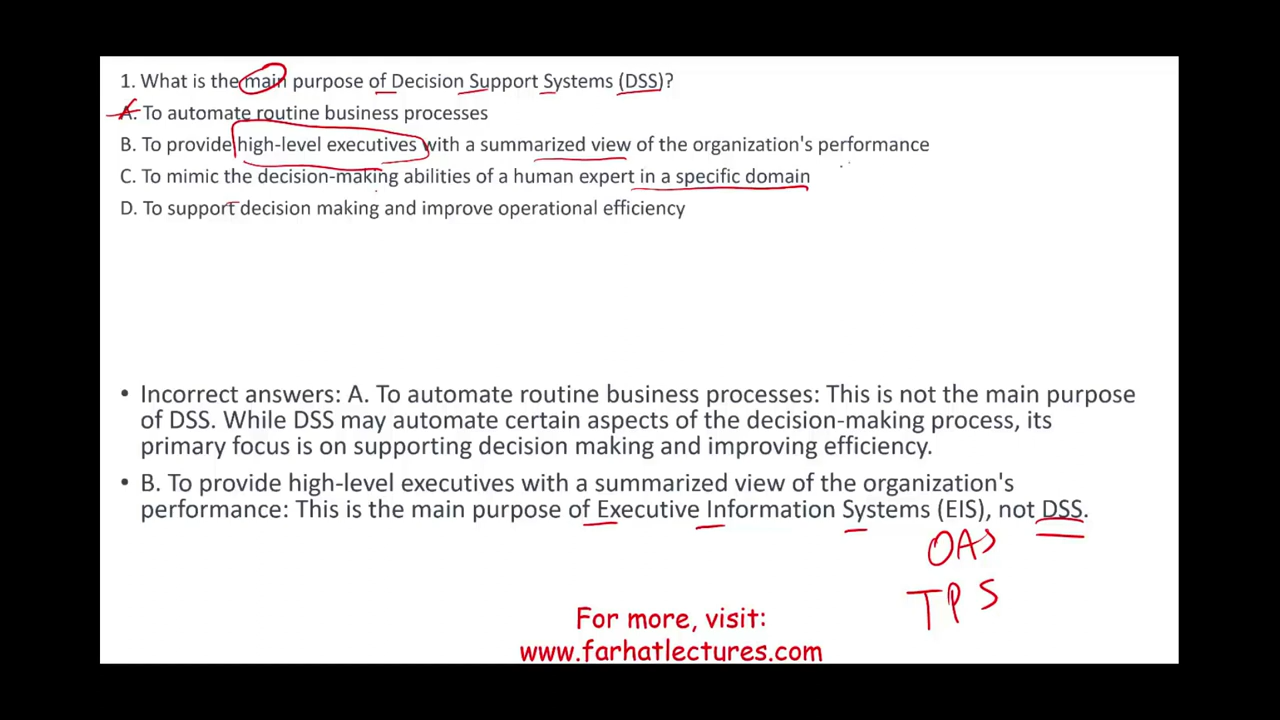 1. What is the main purpose of Decision Support Systems (DSS)?
A. To automate routine business processes
B. To provide high-level executives with a summarized view of the organization's performance
C. To mimic the decision-making abilities of a human expert in a specific domain
D. To support decision making and improve operational efficiency
• Incorrect answers: A. To automate routine business processes: This is not the main purpose
of DSS. While DSS may automate certain aspects of the decision-making process, its
primary focus is on supporting decision making and improving efficiency.
• B. To provide high-level executives with a summarized view of the organization's
performance: This is the main purpose of Executive Information Systems (EIS), not DSS.
OAS
TPS
For more, visit:
www.farhatlectures.com